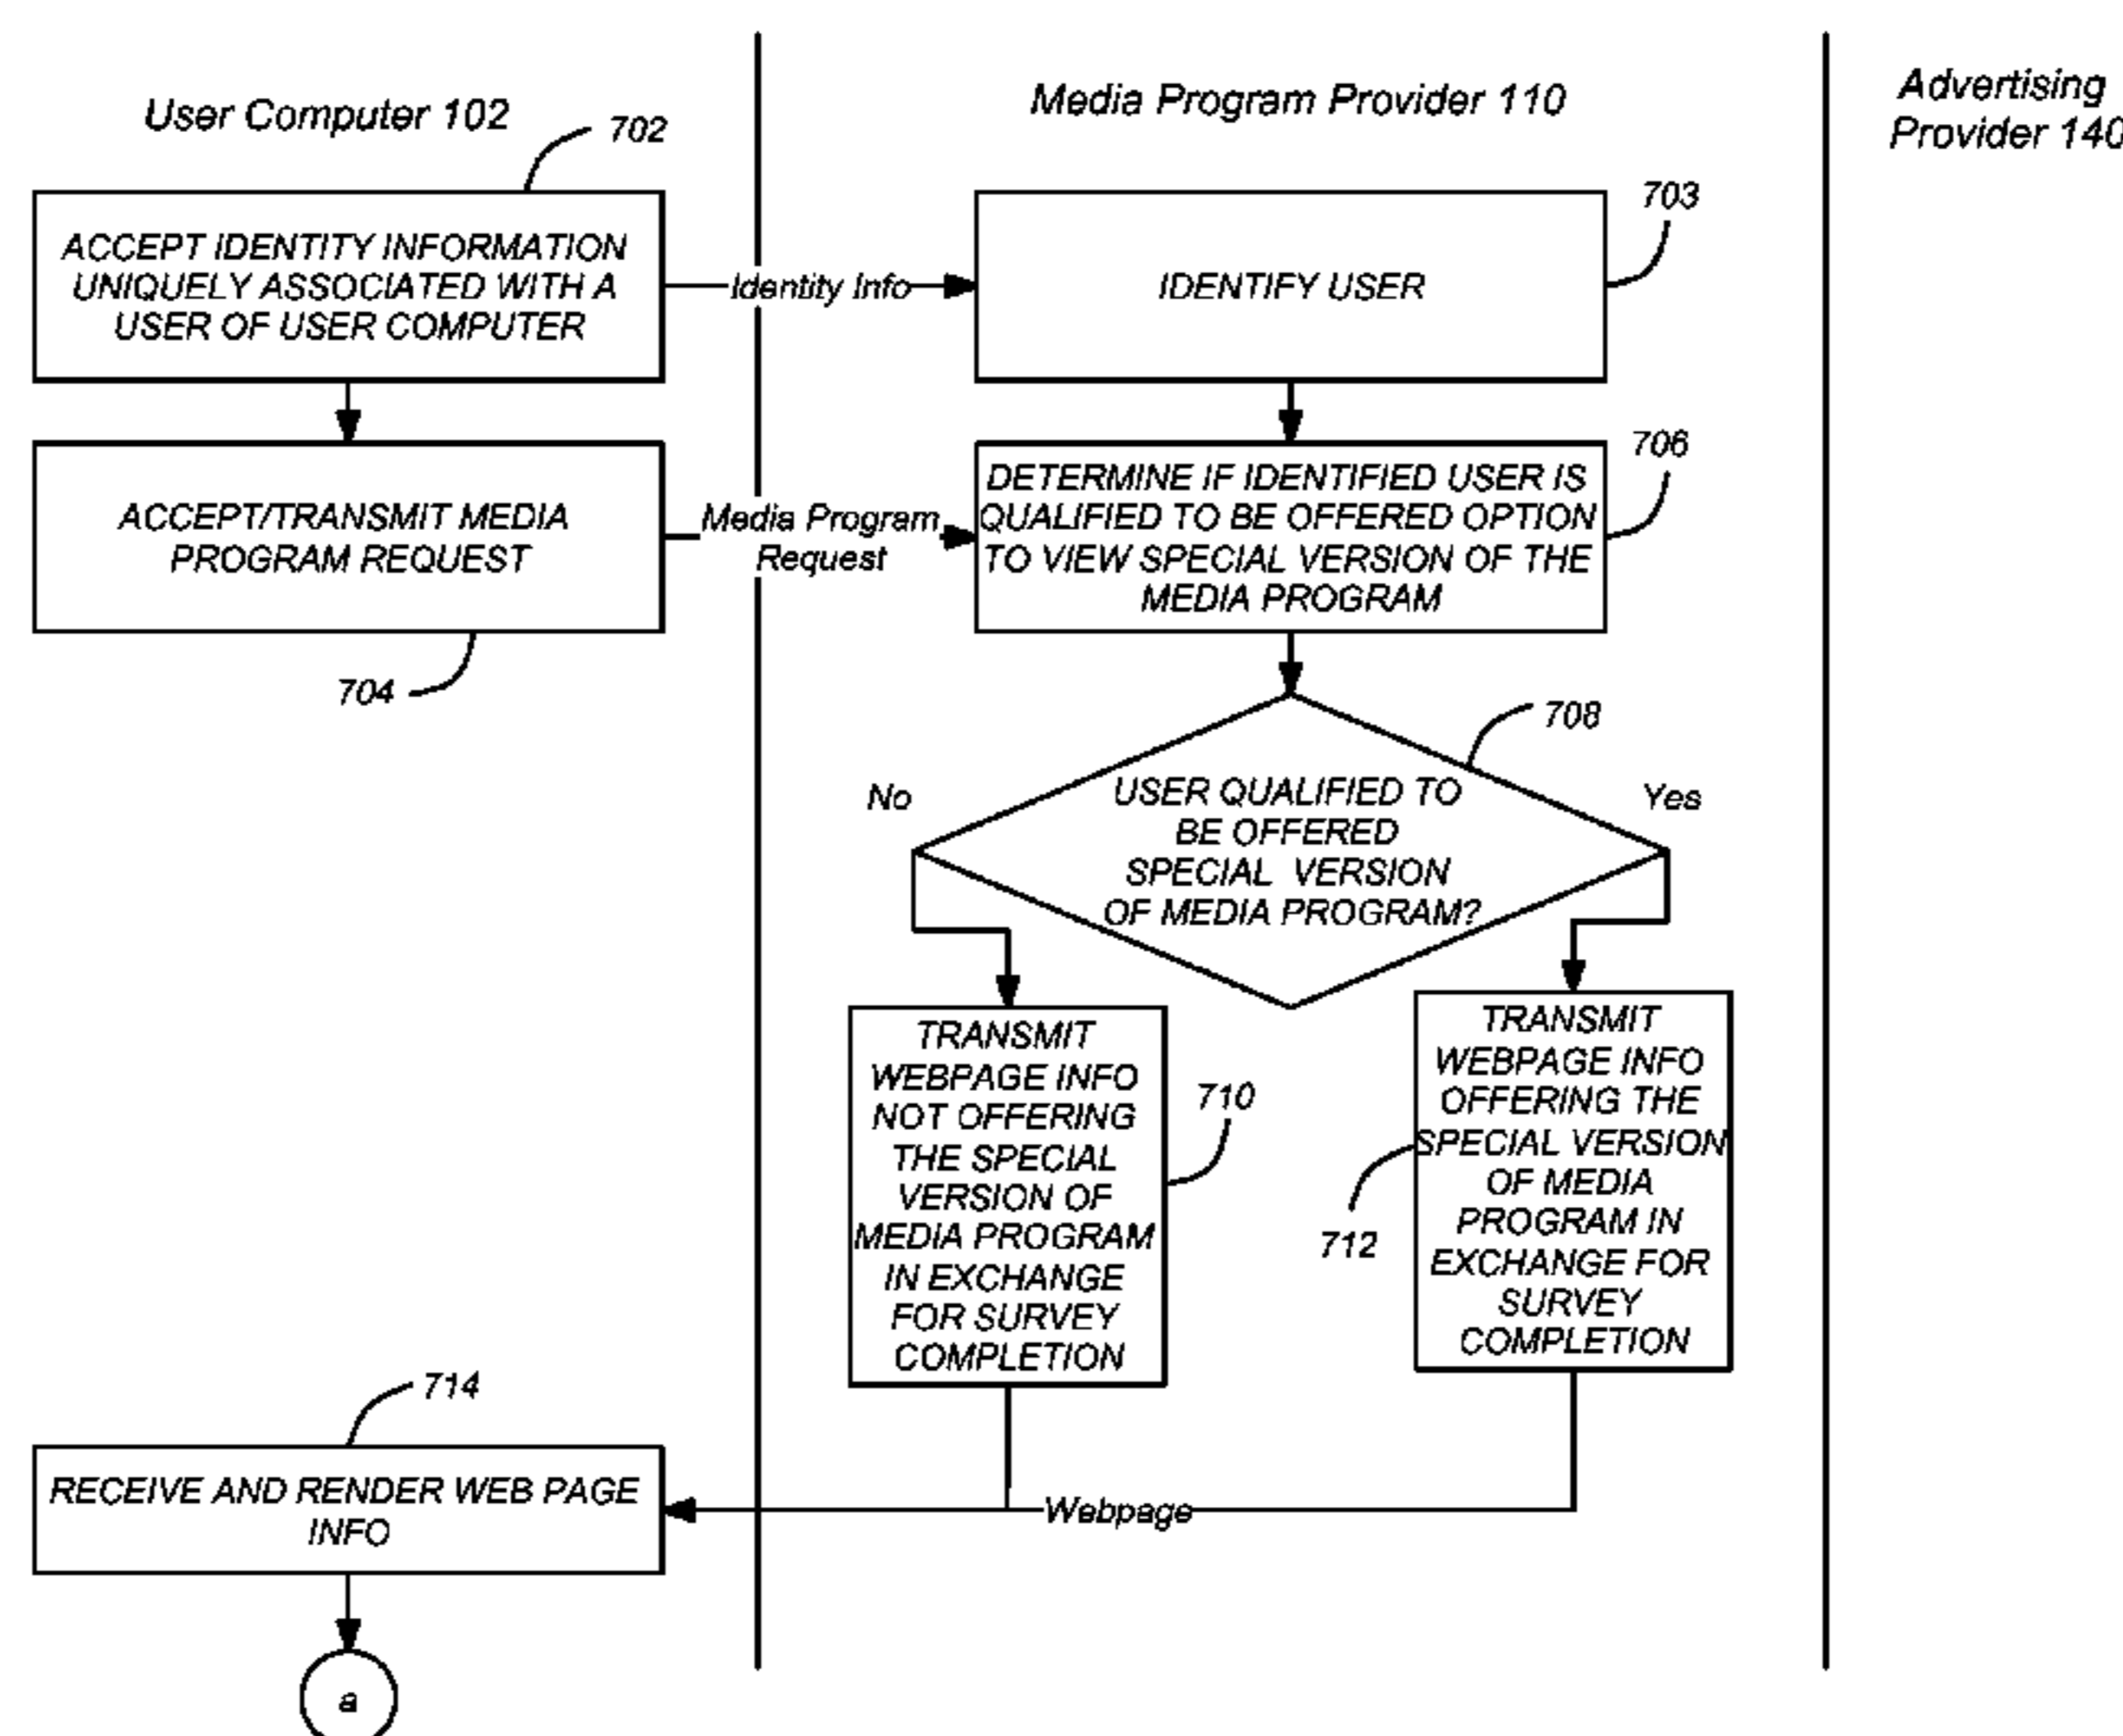 User Computer 102
Media Program Provider 110
Advertising
Provider 140
702
703
ACCEPT IDENTITY INFORMATION
UNIQUELY ASSOCIATED WITH A
USER OF USER COMPUTER
Identity Info
IDENTIFY USER
706
ACCEPT/TRANSMIT MEDIA
PROGRAM REQUEST
Media Program
Request
DETERMINE IF IDENTIFIED USER IS
QUALIFIED TO BE OFFERED OPTION
TO VIEW SPECIAL VERSION OF THE
MEDIA PROGRAM
704
708
No
USER QUALIFIED TO
BE OFFERED
SPECIAL VERSION
OF MEDIA PROGRAM?
Yes
TRANSMIT
WEBPAGE INFO
NOT OFFERING
THE SPECIAL
VERSION OF
MEDIA PROGRAM
IN EXCHANGE
FOR SURVEY
COMPLETION
710
TRANSMIT
WEBPAGE INFO
OFFERING THE
SPECIAL VERSION
OF MEDIA
PROGRAM IN
EXCHANGE FOR
SURVEY
COMPLETION
712
714
RECEIVE AND RENDER WEB PAGE
INFO
Webpage
a